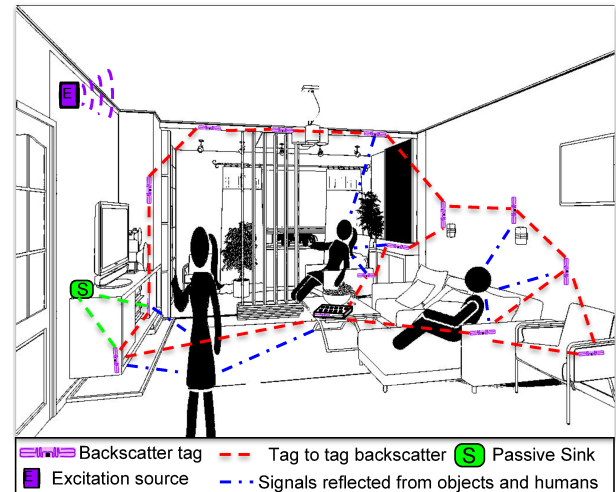 E
S
Backscatter tag
Tag to tag backscatter
S
Passive Sink
E
Excitation source
Signals reflected from objects and humans